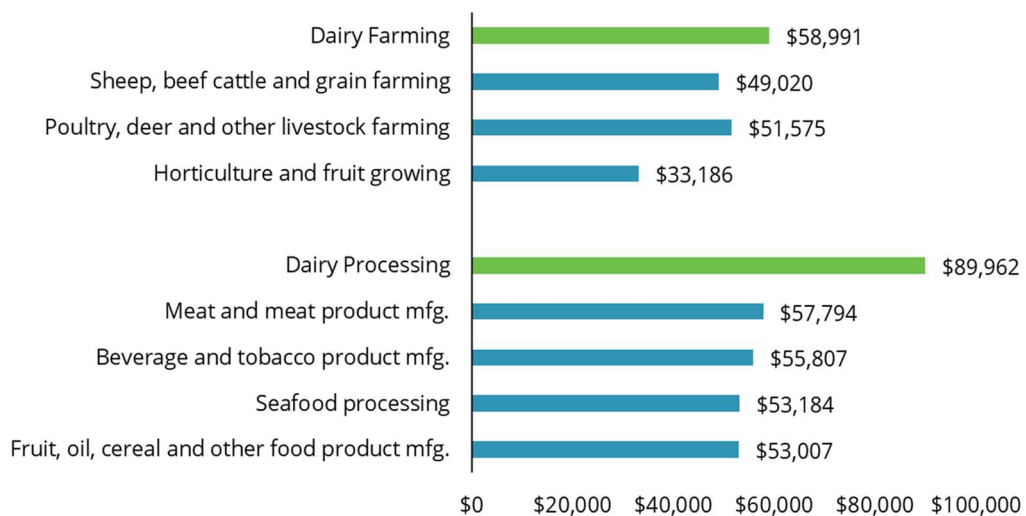 Dairy Farming $58,991
Sheep, beef cattle and grain farming $49,020
Poultry, deer and other livestock farming $51,575
Horticulture and fruit growing $33,186
Dairy Processing $89,962
Meat and meat product mfg. $57,794
Beverage and tobacco product mfg. $55,807
Seafood processing $53,184
Fruit, oil, cereal and other food product mfg. $53,007
$0 $20,000 $40,000 $60,000 $80,000 $100,000